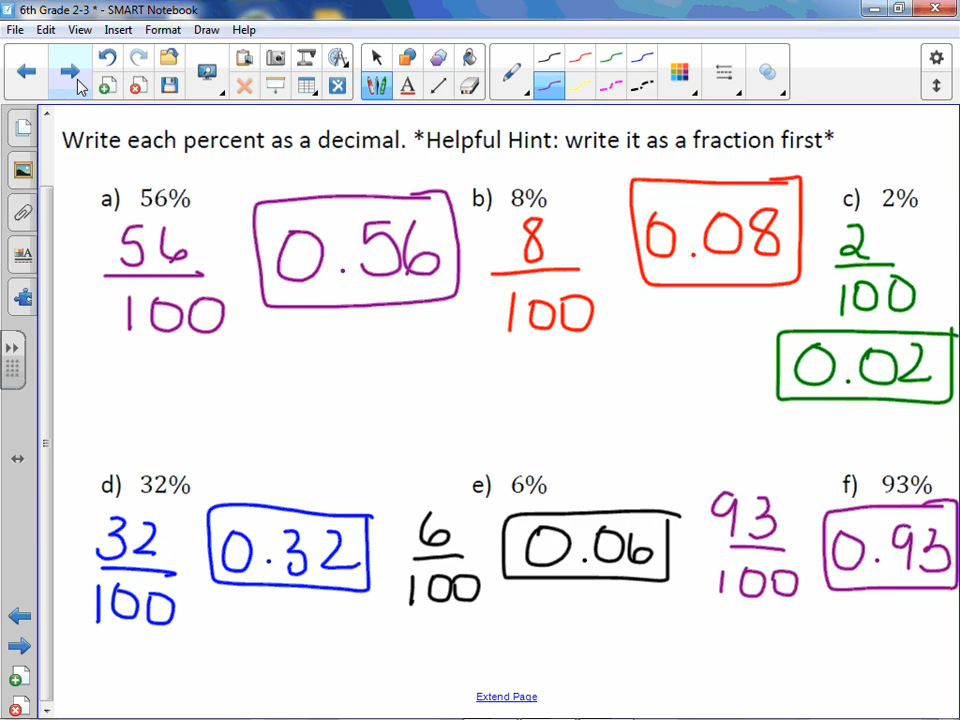 6th Grade 2-3 * - SMART Notebook
File Edit View Insert Format Draw Help
Write each percent as a decimal. *Helpful Hint: write it as a fraction first*
a) 56%
56
100
0.56
b) 8%
8
100
0.08
c) 2%
2
100
0.02
d) 32%
32
100
0.32
e) 6%
6
100
0.06
f) 93%
93
100
0.93
Extend Page